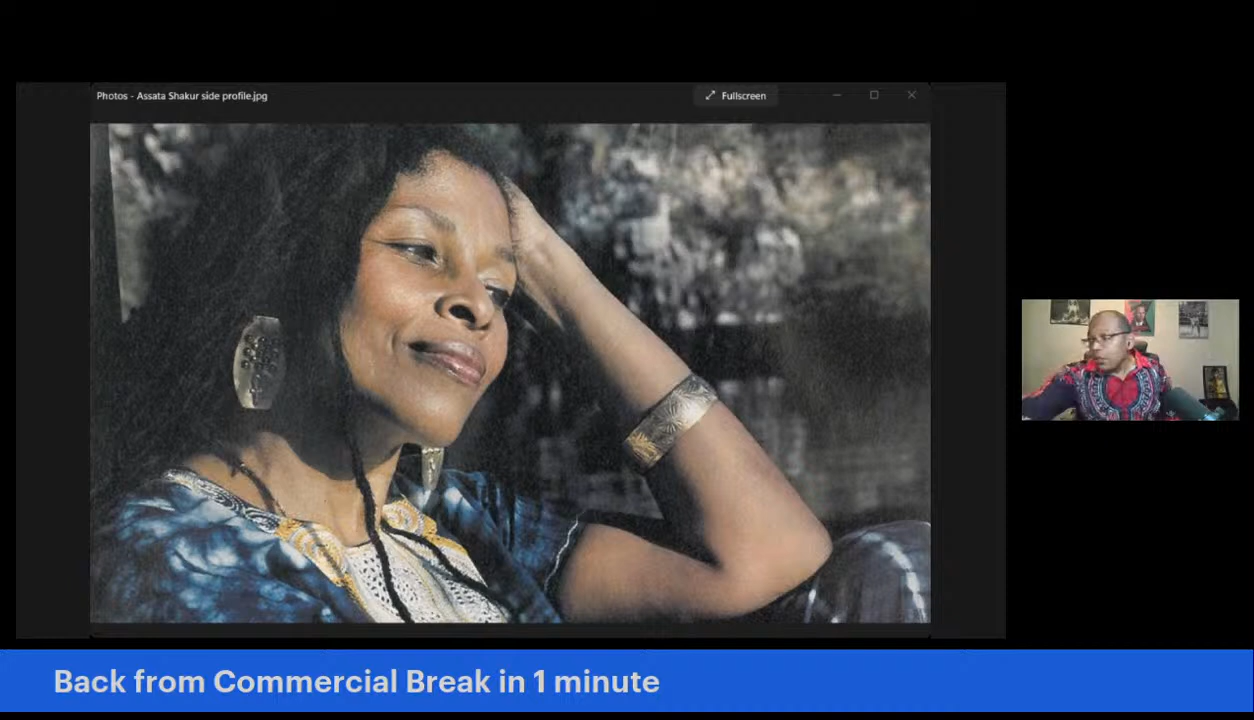 Photos - Assata Shakur side profile.jpg
Fullscreen
Back from Commercial Break in 1 minute